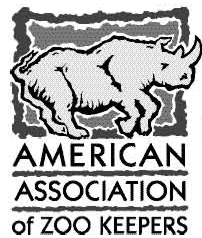 AMERICAN
ASSOCIATION
of ZOO KEEPERS